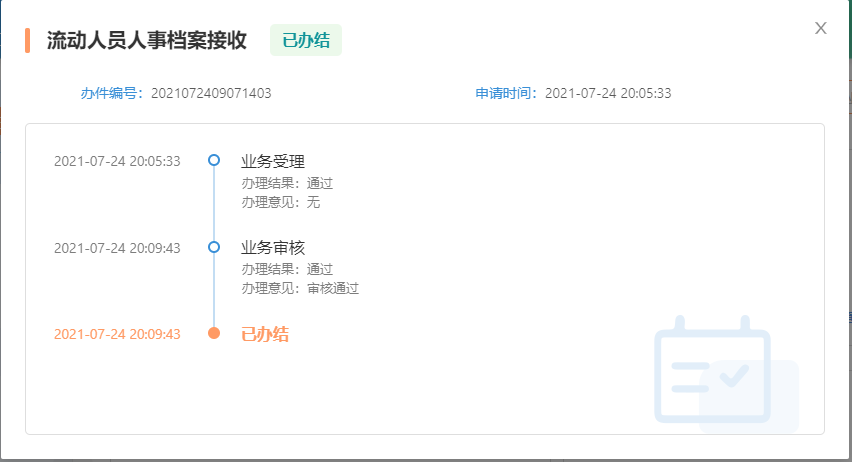 流动人员人事档案接收 已办结 X
办件编号：2021072409071403 申请时间：2021-07-24 20:05:33
2021-07-24 20:05:33 业务受理
办理结果：通过
办理意见：无
2021-07-24 20:09:43 业务审核
办理结果：通过
办理意见：审核通过
2021-07-24 20:09:43 已办结